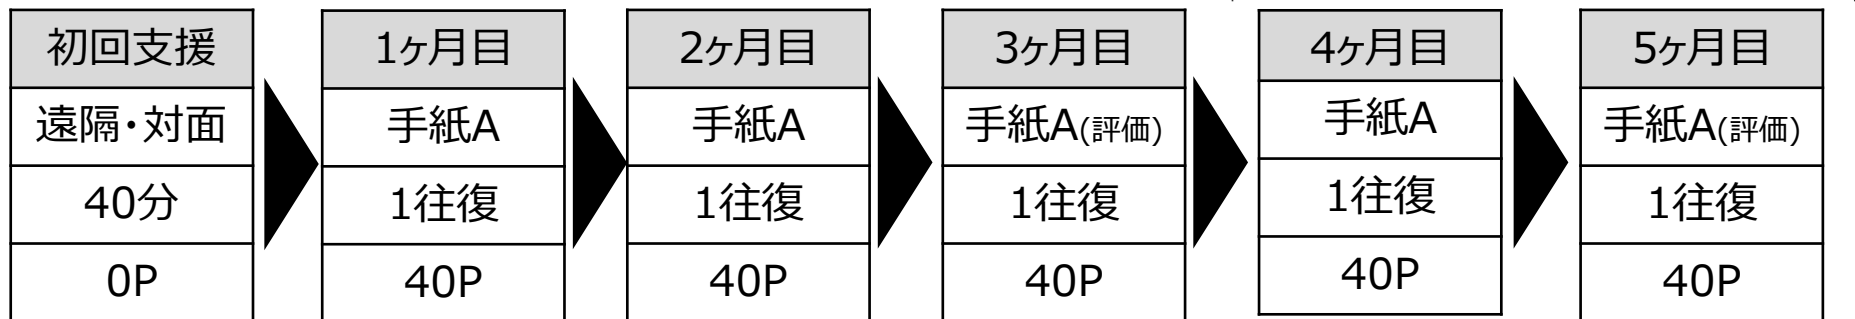 初回支援
遠隔・対面
40分
0P
1ヶ月目
手紙A
1往復
40P
2ヶ月目
手紙A
1往復
40P
3ヶ月目
手紙A(評価)
1往復
40P
4ヶ月目
手紙A
1往復
40P
5ヶ月目
手紙A(評価)
1往復
40P